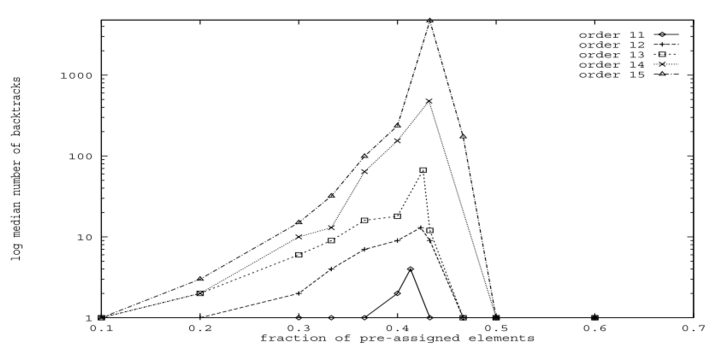 order 11
order 12
order 13
order 14
order 15
log median number of backtracks
1000
100
10
1
0.1
0.2
0.3
0.4
0.5
0.6
0.7
fraction of pre-assigned elements